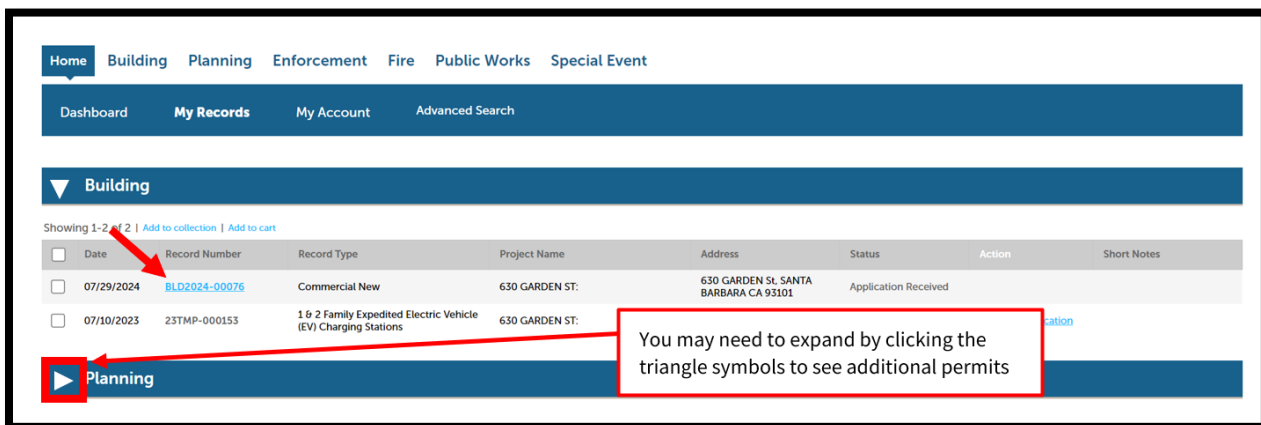 Home Building Planning Enforcement Fire Public Works Special Event
Dashboard My Records My Account Advanced Search
Building
Showing 1-2 of 2 | Add to collection | Add to cart
Date Record Number Record Type Project Name Address Status Action Short Notes
07/29/2024 BLD2024-00076 Commercial New 630 GARDEN ST: 630 GARDEN St, SANTA BARBARA CA 93101 Application Received
07/10/2023 23TMP-000153 1 & 2 Family Expedited Electric Vehicle (EV) Charging Stations 630 GARDEN ST:
You may need to expand by clicking the
triangle symbols to see additional permits
Planning